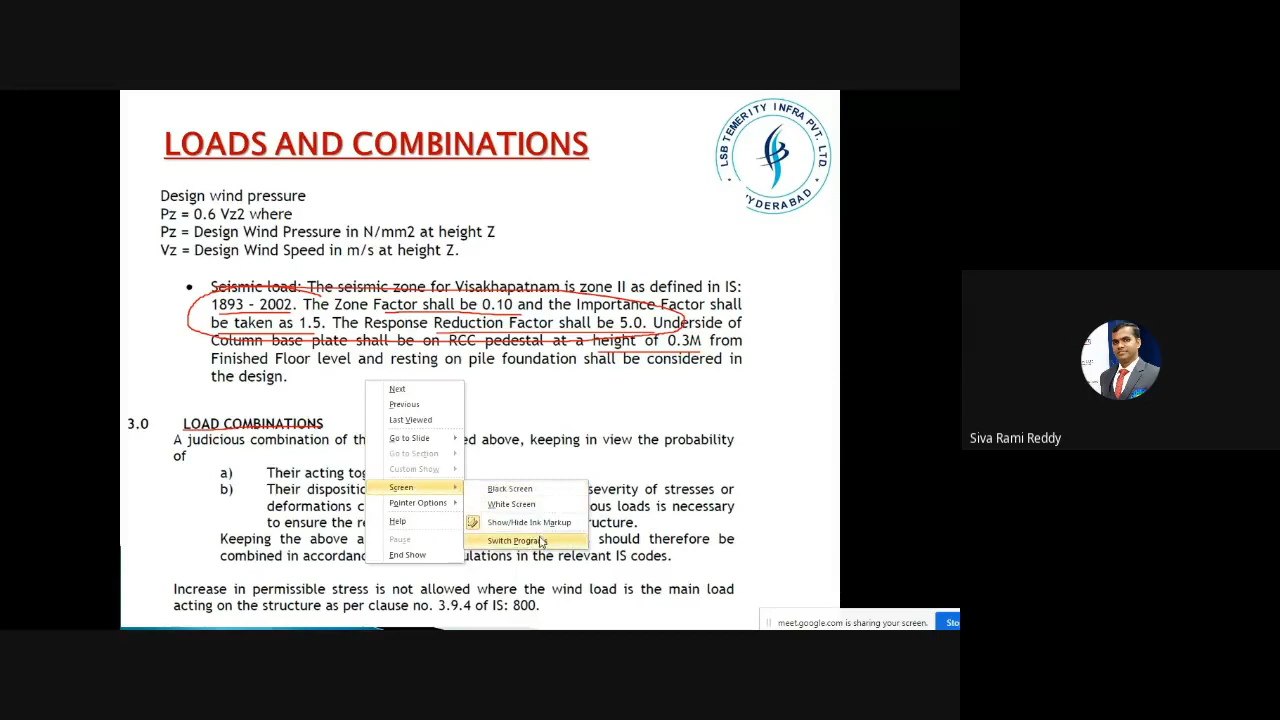 LOADS AND COMBINATIONS
LSB TEMERITY INFRA PVT. LTD.
YDERABAD
Design wind pressure
Pz = 0.6 Vz2 where
Pz = Design Wind Pressure in N/mm2 at height Z
Vz = Design Wind Speed in m/s at height Z.
• Seismic load: The seismic zone for Visakhapatnam is zone II as defined in IS:
1893 - 2002. The Zone Factor shall be 0.10 and the Importance Factor shall
be taken as 1.5. The Response Reduction Factor shall be 5.0. Underside of
Column base plate shall be on RCC pedestal at a height of 0.3M from
Finished Floor level and resting on pile foundation shall be considered in
the design.
3.0 LOAD COMBINATIONS
A judicious combination of th ed above, keeping in view the probability
of
a) Their acting tog
b) Their dispositio severity of stresses or
deformations c ous loads is necessary
to ensure the re ructure.
Keeping the above a should therefore be
combined in accordanc ulations in the relevant IS codes.
Increase in permissible stress is not allowed where the wind load is the main load
acting on the structure as per clause no. 3.9.4 of IS: 800.
Next
Previous
Last Viewed
Go to Slide
Go to Section
Custom Show
Screen
Pointer Options
Help
Pause
End Show
Black Screen
White Screen
Show/Hide Ink Markup
Switch Programs
meet.google.com is sharing your screen.
Sto
Siva Rami Reddy